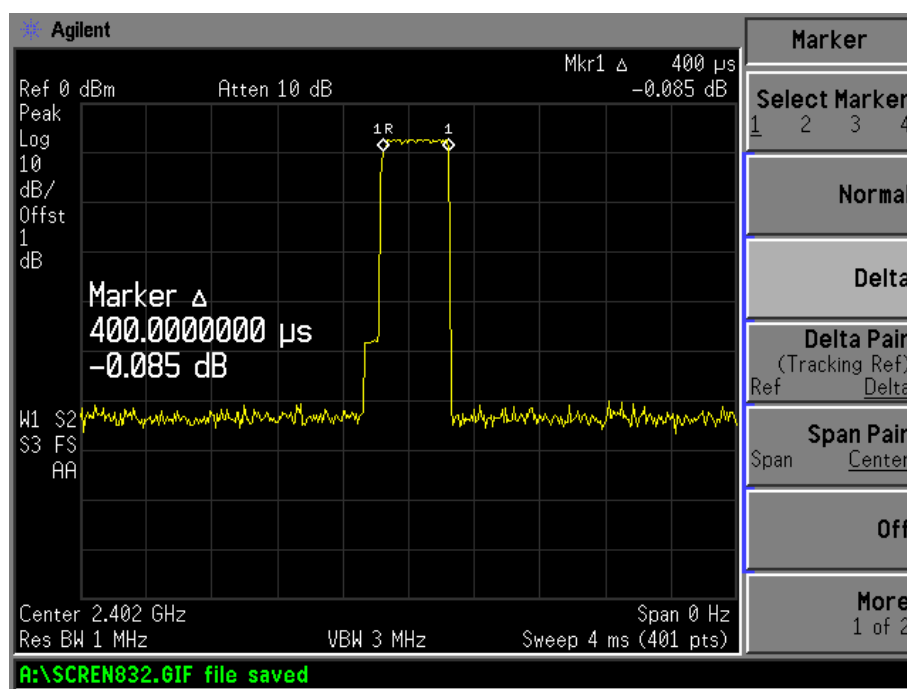 Agilent
Marker
Mkr1 Δ 400 µs
Ref 0 dBm Atten 10 dB -0.085 dB
Peak
Log
10
dB/
Offst
1
dB
1R 1
Marker Δ
400.0000000 µs
-0.085 dB
W1 S2
S3 FS
AA
Center 2.402 GHz Span 0 Hz
Res BW 1 MHz VBW 3 MHz Sweep 4 ms (401 pts)
A:\SCREN832.GIF file saved
Select Marker
1 2 3 4
Normal
Delta
Delta Pair
(Tracking Ref)
Ref Delta
Span Pair
Span Center
Off
More
1 of 2